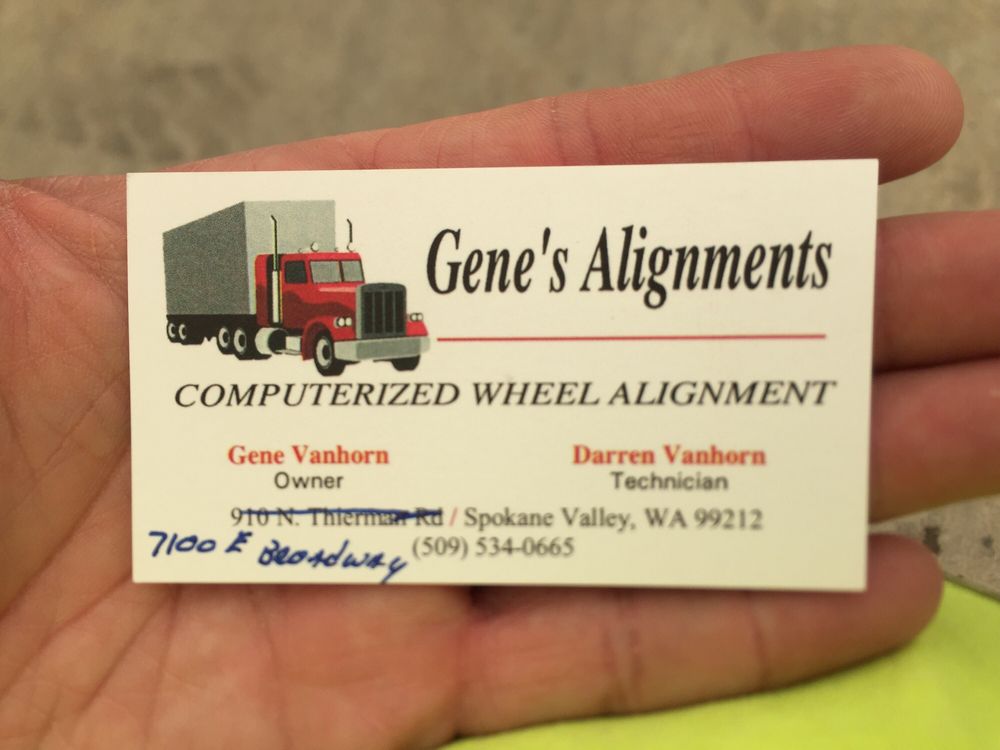 Gene's Alignments
COMPUTERIZED WHEEL ALIGNMENT
Gene Vanhorn
Owner
Darren Vanhorn
Technician
910 N. Thierman Rd / Spokane Valley, WA 99212
7100 E Broadway
(509) 534-0665